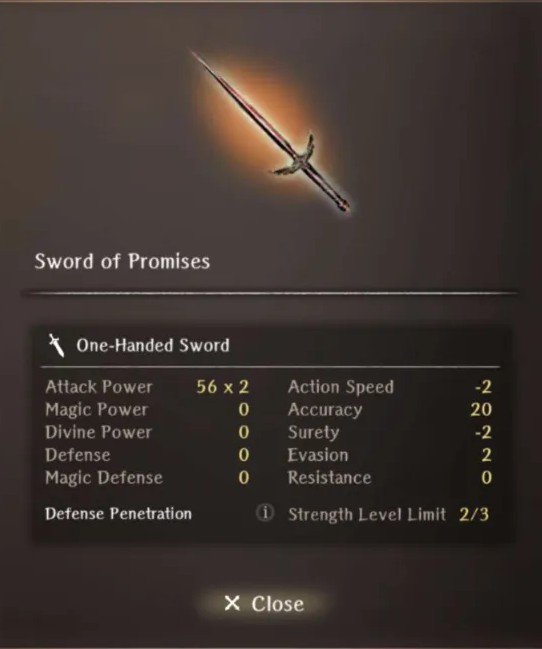 Sword of Promises
One-Handed Sword
Attack Power 56 x 2 Action Speed -2
Magic Power 0 Accuracy 20
Divine Power 0 Surety -2
Defense 0 Evasion 2
Magic Defense 0 Resistance 0
Defense Penetration ⓘ Strength Level Limit 2/3
✕ Close